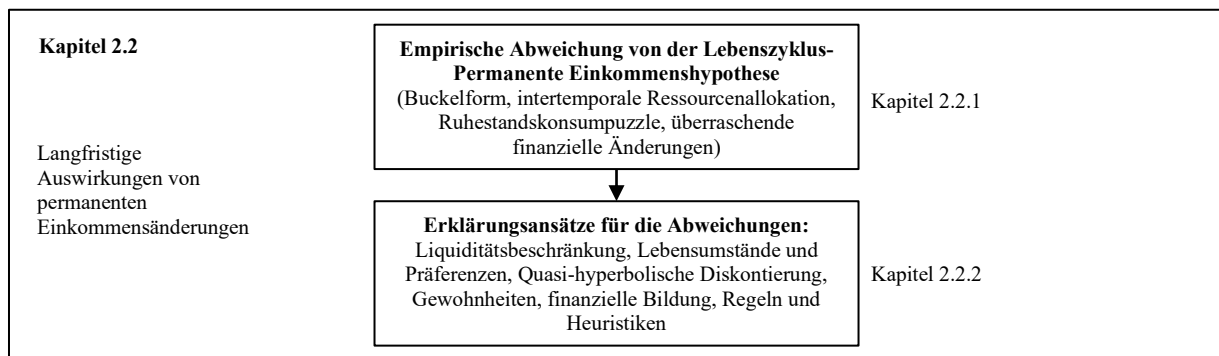 Kapitel 2.2
Langfristige
Auswirkungen von
permanenten
Einkommensänderungen
Empirische Abweichung von der Lebenszyklus-
Permanente Einkommenshypothese
(Buckelform, intertemporale Ressourcenallokation,
Ruhestandskonsumpuzzle, überraschende
finanzielle Änderungen)
Kapitel 2.2.1
Erklärungsansätze für die Abweichungen:
Liquiditätsbeschränkung, Lebensumstände und
Präferenzen, Quasi-hyperbolische Diskontierung,
Gewohnheiten, finanzielle Bildung, Regeln und
Heuristiken
Kapitel 2.2.2